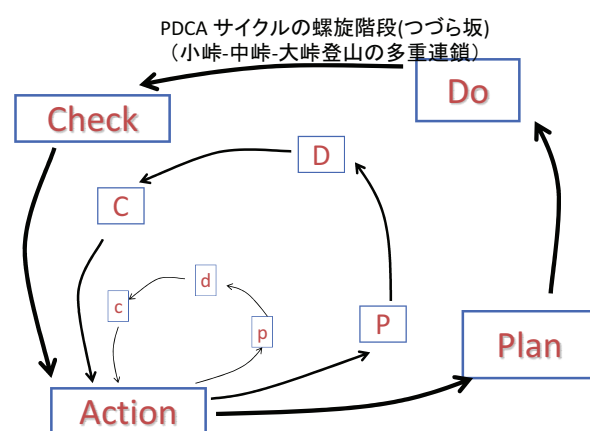 PDCA サイクルの螺旋階段(つづら坂)
（小峠-中峠-大峠登山の多重連鎖）
Do
Check
D
C
d
c
p
P
Plan
Action